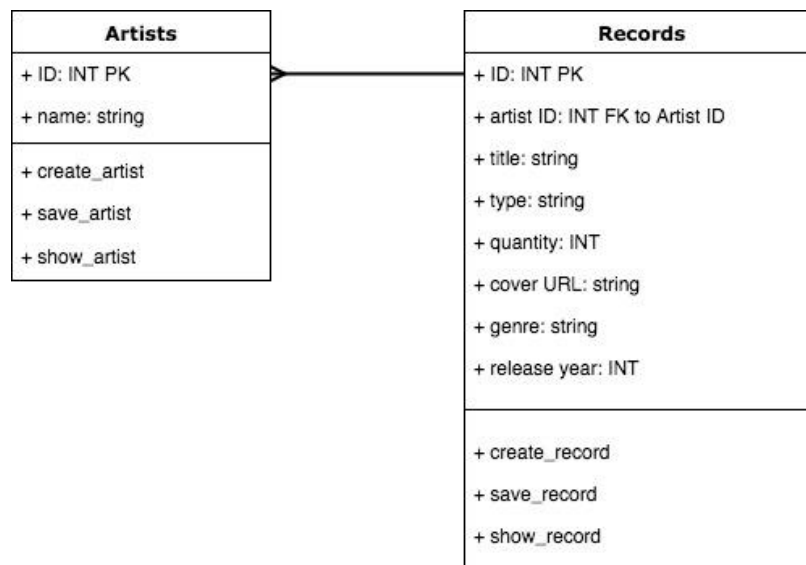 Artists
+ ID: INT PK
+ name: string
+ create_artist
+ save_artist
+ show_artist
Records
+ ID: INT PK
+ artist ID: INT FK to Artist ID
+ title: string
+ type: string
+ quantity: INT
+ cover URL: string
+ genre: string
+ release year: INT
+ create_record
+ save_record
+ show_record